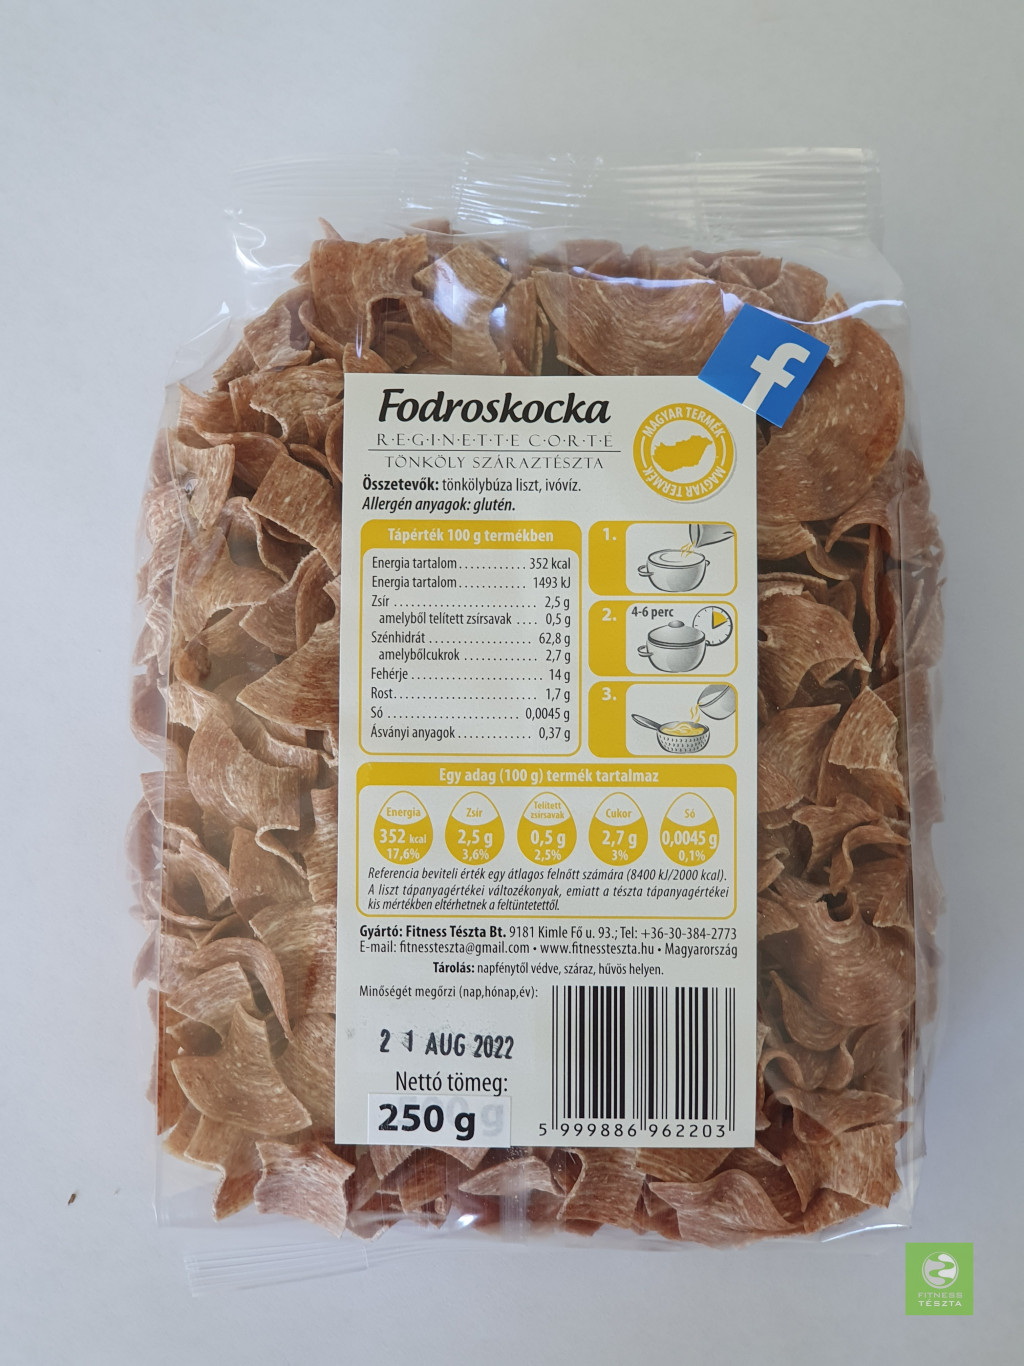 f
Fodroskocka
R·E·G·I·N·E·T·T·E C·O·R·T·É
TÖNKÖLY SZÁRAZTÉSZTA
MAGYAR TERMÉK
MAGYAR TERMÉK
Összetevők: tönkölybúza liszt, ivóvíz.
Allergén anyagok: glutén.
Tápérték 100 g termékben
Energia tartalom............ 352 kcal
Energia tartalom............ 1493 kJ
Zsír ......................... 2,5 g
amelyből telített zsírsavak .... 0,5 g
Szénhidrát ................... 62,8 g
amelybőlcukrok ............. 2,7 g
Fehérje ....................... 14 g
Rost......................... 1,7 g
Só ....................... 0,0045 g
Ásványi anyagok ............. 0,37 g
1.
2.
4-6 perc
3.
Egy adag (100 g) termék tartalmaz
Energia
352 kcal
17,6%
Zsír
2,5 g
3,6%
Telített
zsírsavak
0,5 g
2,5%
Cukor
2,7 g
3%
Só
0,0045 g
0,1%
Referencia beviteli érték egy átlagos felnőtt számára (8400 kJ/2000 kcal).
A liszt tápanyagértékei változékonyak, emiatt a tészta tápanyagértékei
kis mértékben eltérhetnek a feltüntetettől.
Gyártó: Fitness Tészta Bt. 9181 Kimle Fő u. 93.; Tel: +36-30-384-2773
E-mail: fitnessteszta@gmail.com • www.fitnessteszta.hu • Magyarország
Tárolás: napfénytől védve, száraz, hűvös helyen.
Minőségét megőrzi (nap,hónap,év):
2 1 AUG 2022
Nettó tömeg:
250 g
5 999886 962203
FITNESS
TÉSZTA